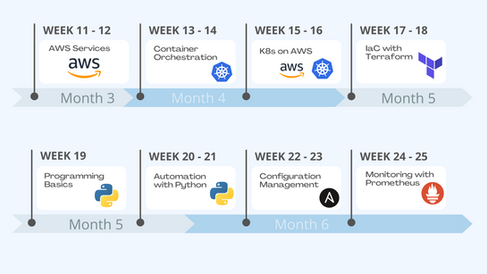 WEEK 11 - 12
AWS Services
aws
WEEK 13 - 14
Container
Orchestration
WEEK 15 - 16
K8s on AWS
aws
WEEK 17 - 18
IaC with
Terraform
Month 3
Month 4
Month 5
WEEK 19
Programming
Basics
WEEK 20 - 21
Automation
with Python
WEEK 22 - 23
Configuration
Management
A
WEEK 24 - 25
Monitoring with
Prometheus
Month 5
Month 6